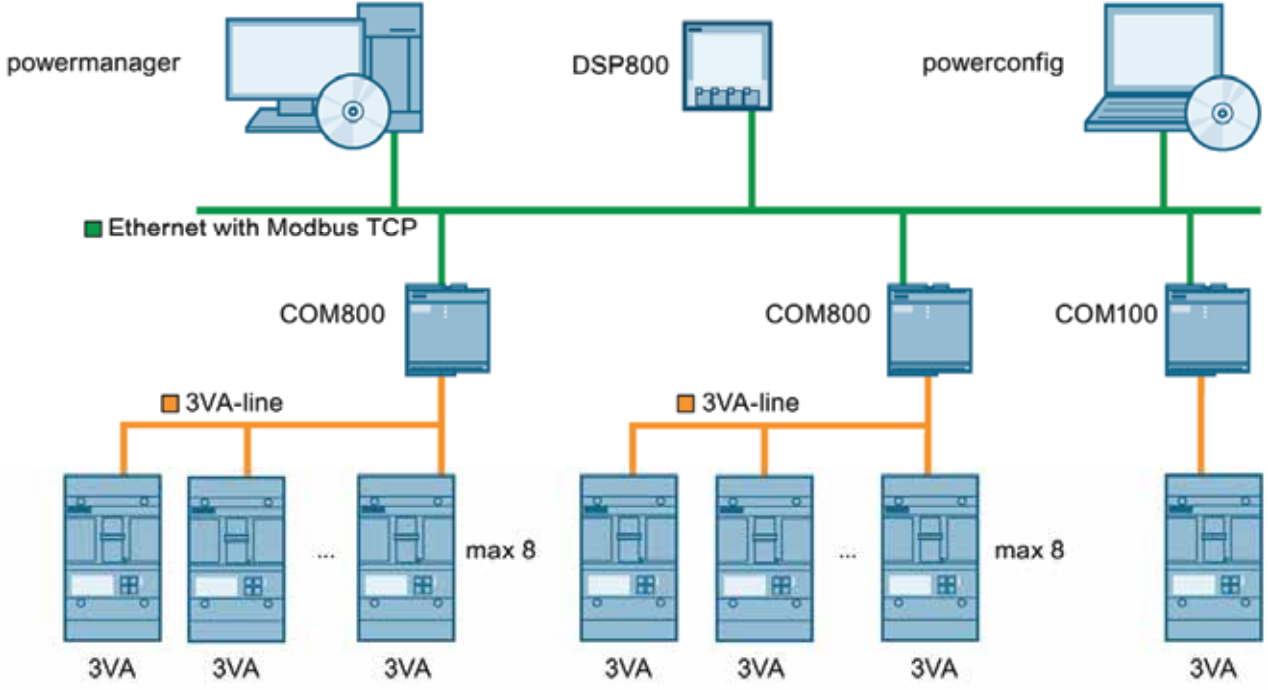 powermanager
DSP800
powerconfig
Ethernet with Modbus TCP
COM800
COM800
COM100
3VA-line
3VA-line
...
max 8
...
max 8
3VA
3VA
3VA
3VA
3VA
3VA
3VA